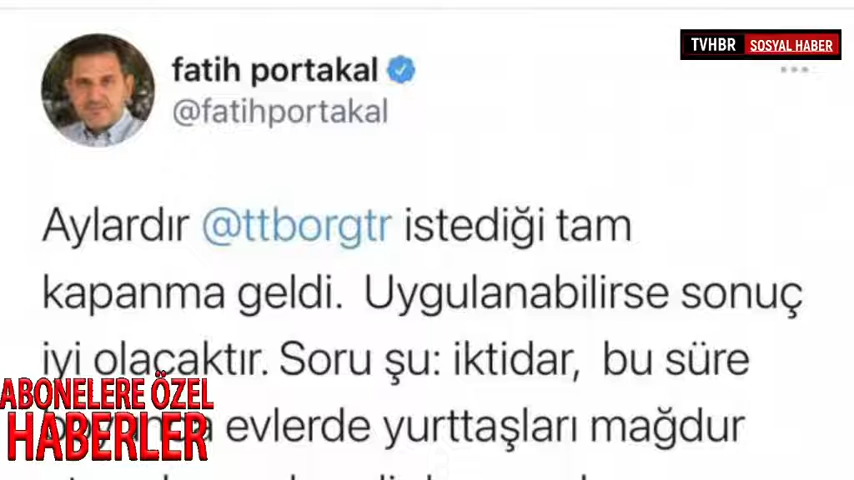 TVHBR SOSYAL HABER
fatih portakal
@fatihportakal
Aylardır @ttborgtr istediği tam
kapanma geldi. Uygulanabilirse sonuç
iyi olacaktır. Soru şu: iktidar, bu süre
evlerde yurttaşları mağdur
ABONELERE ÖZEL
HABERLER